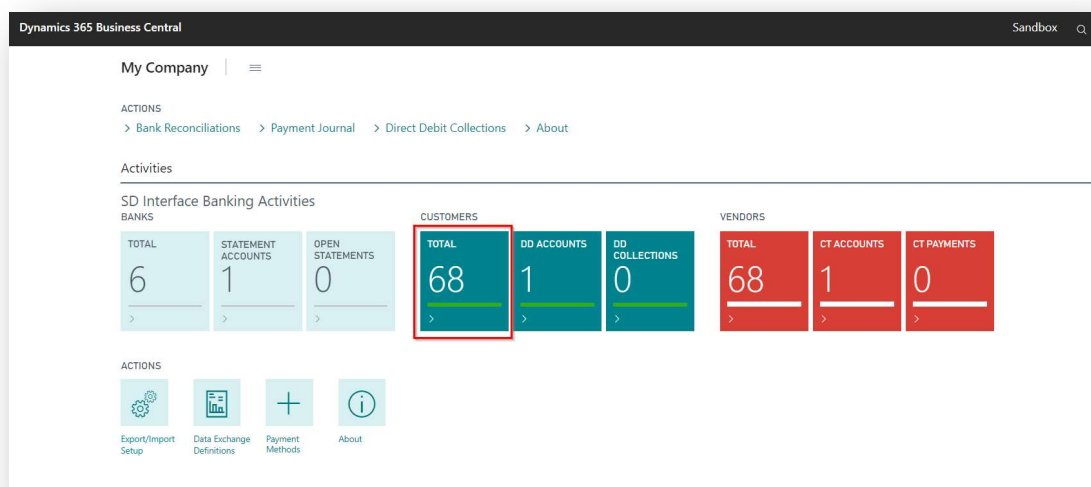 Dynamics 365 Business Central
Sandbox
My Company
ACTIONS
> Bank Reconciliations > Payment Journal > Direct Debit Collections > About
Activities
SD Interface Banking Activities
BANKS
TOTAL
6
STATEMENT
ACCOUNTS
1
OPEN
STATEMENTS
0
CUSTOMERS
TOTAL
68
DD ACCOUNTS
1
DD
COLLECTIONS
0
VENDORS
TOTAL
68
CT ACCOUNTS
1
CT PAYMENTS
0
ACTIONS
Export/Import
Setup
Data Exchange
Definitions
Payment
Methods
About